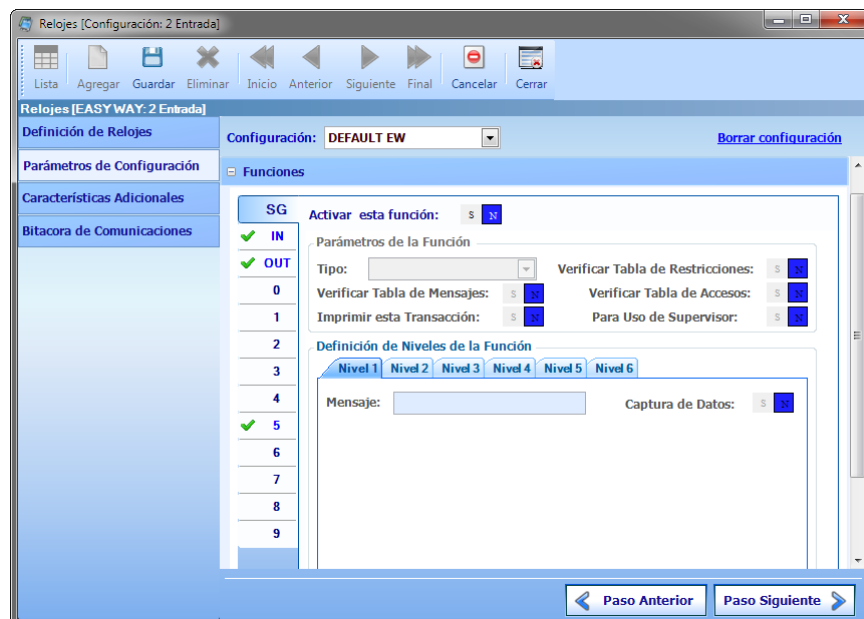 Relojes [Configuración: 2 Entrada]
Lista Agregar Guardar Eliminar Inicio Anterior Siguiente Final Cancelar Cerrar
Relojes [EASY WAY: 2 Entrada]
Definición de Relojes
Parámetros de Configuración
Características Adicionales
Bitacora de Comunicaciones
Configuración: DEFAULT EW Borrar configuración
Funciones
SG
IN
OUT
0
1
2
3
4
5
6
7
8
9
Activar esta función: S N
Parámetros de la Función
Tipo: Verificar Tabla de Restricciones: S N
Verificar Tabla de Mensajes: S N Verificar Tabla de Accesos: S N
Imprimir esta Transacción: S N Para Uso de Supervisor: S N
Definición de Niveles de la Función
Nivel 1 Nivel 2 Nivel 3 Nivel 4 Nivel 5 Nivel 6
Mensaje: Captura de Datos: S N
Paso Anterior Paso Siguiente